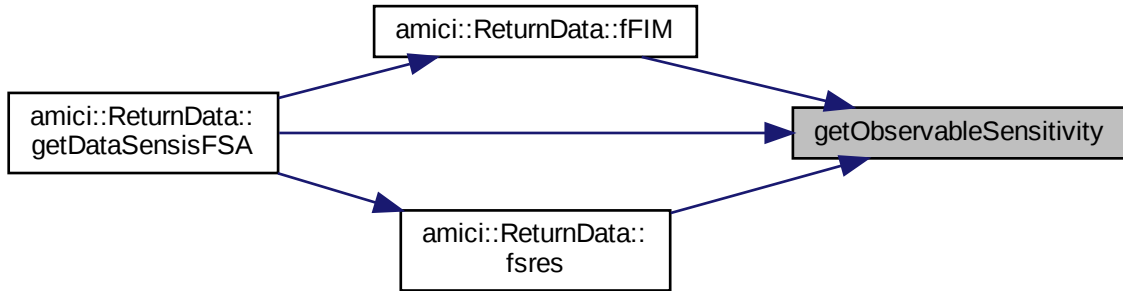 amici::ReturnData::fFIM
amici::ReturnData::
getDataSensisFSA
getObservableSensitivity
amici::ReturnData::
fsres